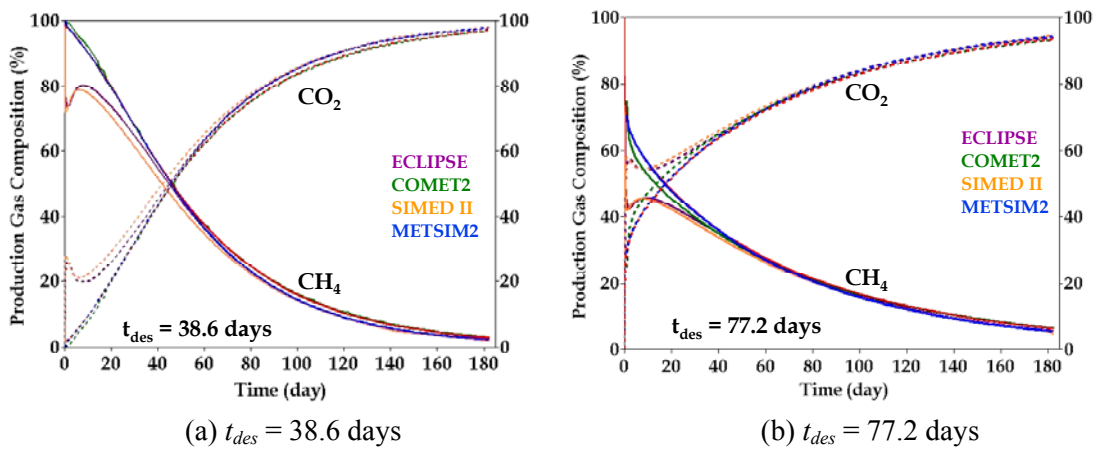 Production Gas Composition (%)
100
80
60
40
20
0
100
80
60
40
20
0
CO₂
ECLIPSE
COMET2
SIMED II
METSIM2
CH₄
t_des = 38.6 days
0 20 40 60 80 100 120 140 160 180
Time (day)
(a) t_des = 38.6 days
Production Gas Composition (%)
100
80
60
40
20
0
100
80
60
40
20
0
CO₂
ECLIPSE
COMET2
SIMED II
METSIM2
CH₄
t_des = 77.2 days
0 20 40 60 80 100 120 140 160 180
Time (day)
(b) t_des = 77.2 days